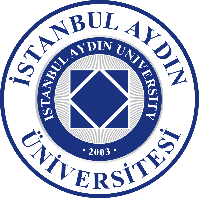 İSTANBUL AYDIN
ÜNİVERSİTESİ
ISTANBUL AYDIN UNIVERSITY
· 2003 ·